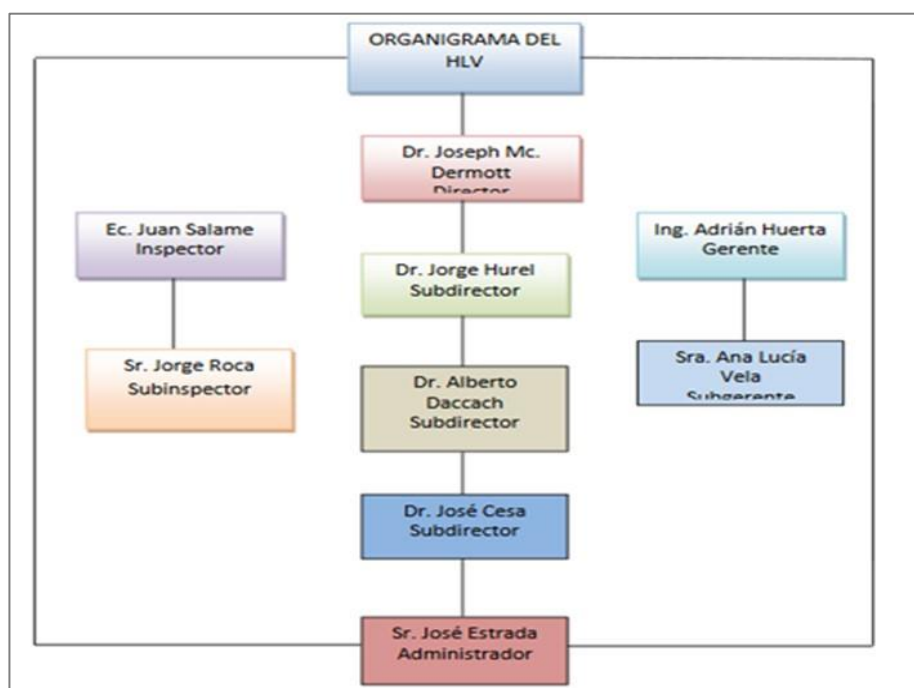 ORGANIGRAMA DEL
HLV
Dr. Joseph Mc.
Dermott
Director
Ec. Juan Salame
Inspector
Ing. Adrián Huerta
Gerente
Dr. Jorge Hurel
Subdirector
Sr. Jorge Roca
Subinspector
Sra. Ana Lucía
Vela
Subgerente
Dr. Alberto
Daccach
Subdirector
Dr. José Cesa
Subdirector
Sr. José Estrada
Administrador